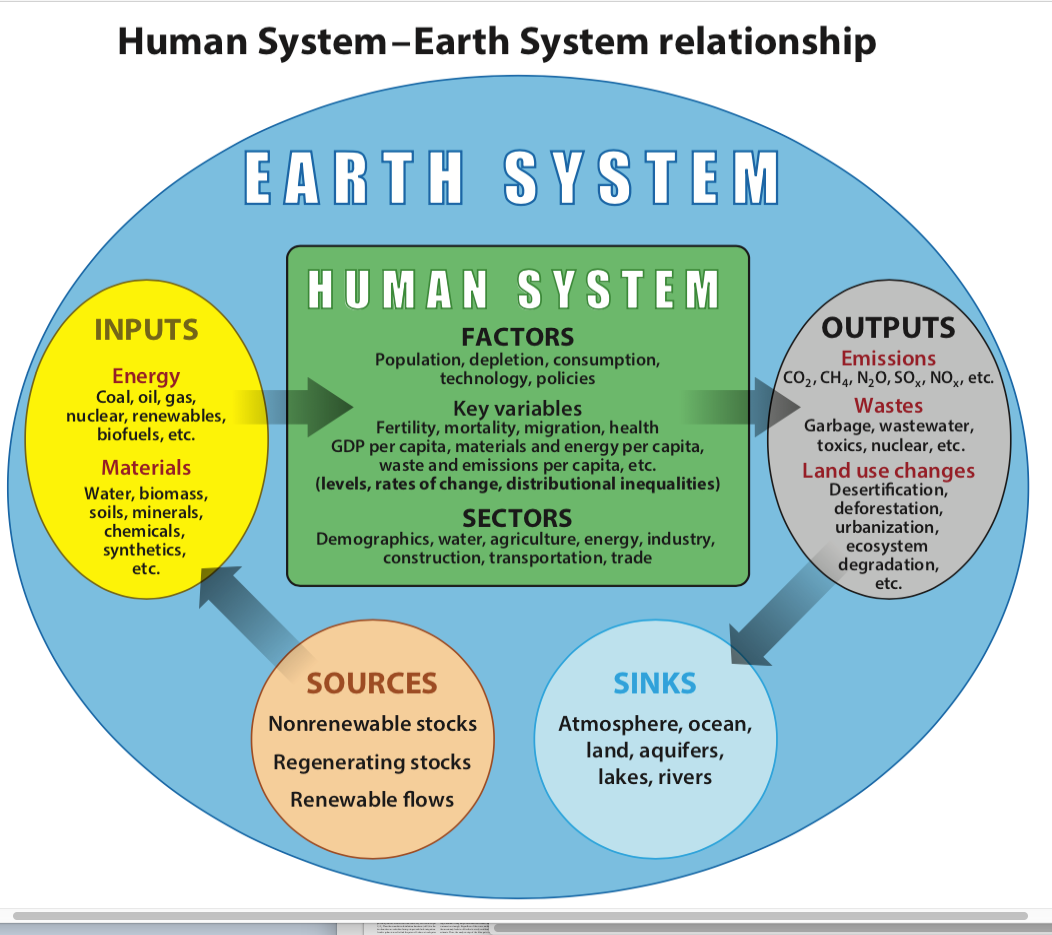 Human System–Earth System relationship
EARTH SYSTEM
HUMAN SYSTEM
FACTORS
Population, depletion, consumption,
technology, policies
Key variables
Fertility, mortality, migration, health
GDP per capita, materials and energy per capita,
waste and emissions per capita, etc.
(levels, rates of change, distributional inequalities)
SECTORS
Demographics, water, agriculture, energy, industry,
construction, transportation, trade
INPUTS
Energy
Coal, oil, gas,
nuclear, renewables,
biofuels, etc.
Materials
Water, biomass,
soils, minerals,
chemicals,
synthetics,
etc.
OUTPUTS
Emissions
CO₂, CH₄, N₂O, SOₓ, NOₓ, etc.
Wastes
Garbage, wastewater,
toxics, nuclear, etc.
Land use changes
Desertification,
deforestation,
urbanization,
ecosystem
degradation,
etc.
SOURCES
Nonrenewable stocks
Regenerating stocks
Renewable flows
SINKS
Atmosphere, ocean,
land, aquifers,
lakes, rivers